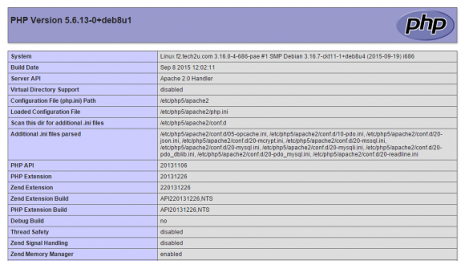 PHP Version 5.6.13-0+deb8u1
php
System Linux f2.tech2u.com 3.16.0-4-686-pae #1 SMP Debian 3.16.7-ckt11-1+deb8u4 (2015-09-19) i686
Build Date Sep 8 2015 12:02:11
Server API Apache 2.0 Handler
Virtual Directory Support disabled
Configuration File (php.ini) Path /etc/php5/apache2
Loaded Configuration File /etc/php5/apache2/php.ini
Scan this dir for additional .ini files /etc/php5/apache2/conf.d
Additional .ini files parsed /etc/php5/apache2/conf.d/05-opcache.ini, /etc/php5/apache2/conf.d/10-pdo.ini, /etc/php5/apache2/conf.d/20-
json.ini, /etc/php5/apache2/conf.d/20-mcrypt.ini, /etc/php5/apache2/conf.d/20-mssql.ini,
/etc/php5/apache2/conf.d/20-mysql.ini, /etc/php5/apache2/conf.d/20-mysqli.ini, /etc/php5/apache2/conf.d/20-
pdo_dblib.ini, /etc/php5/apache2/conf.d/20-pdo_mysql.ini, /etc/php5/apache2/conf.d/20-readline.ini
PHP API 20131106
PHP Extension 20131226
Zend Extension 220131226
Zend Extension Build API220131226,NTS
PHP Extension Build API20131226,NTS
Debug Build no
Thread Safety disabled
Zend Signal Handling disabled
Zend Memory Manager enabled